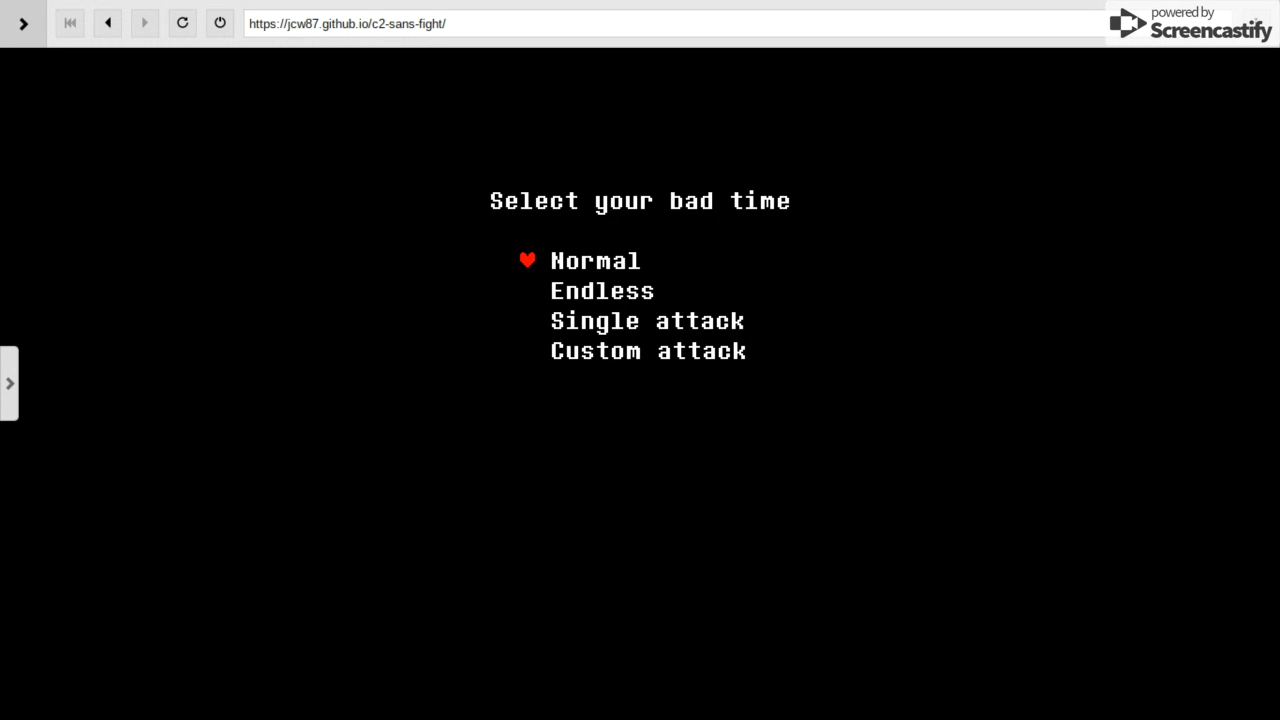 https://jcw87.github.io/c2-sans-fight/
powered by
Screencastify
Select your bad time
Normal
Endless
Single attack
Custom attack